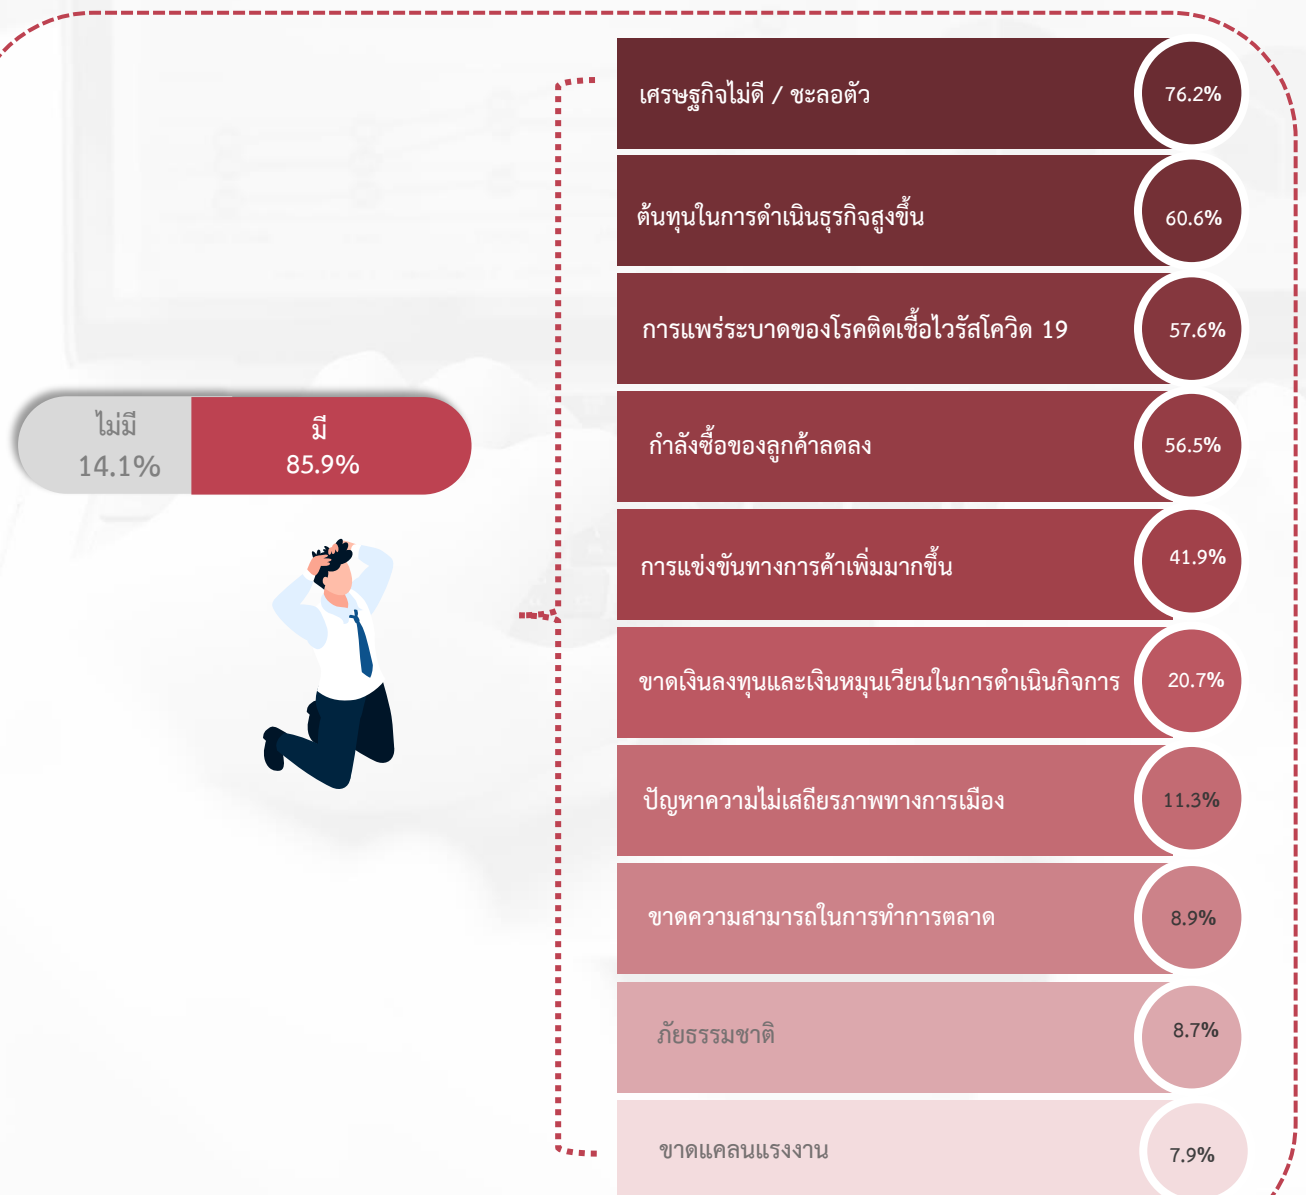 ไม่มี
14.1%
มี
85.9%
เศรษฐกิจไม่ดี / ชะลอตัว 76.2%
ต้นทุนในการดำเนินธุรกิจสูงขึ้น 60.6%
การแพร่ระบาดของโรคติดเชื้อไวรัสโควิด 19 57.6%
กำลังซื้อของลูกค้าลดลง 56.5%
การแข่งขันทางการค้าเพิ่มมากขึ้น 41.9%
ขาดเงินลงทุนและเงินหมุนเวียนในการดำเนินกิจการ 20.7%
ปัญหาความไม่เสถียรภาพทางการเมือง 11.3%
ขาดความสามารถในการทำการตลาด 8.9%
ภัยธรรมชาติ 8.7%
ขาดแคลนแรงงาน 7.9%